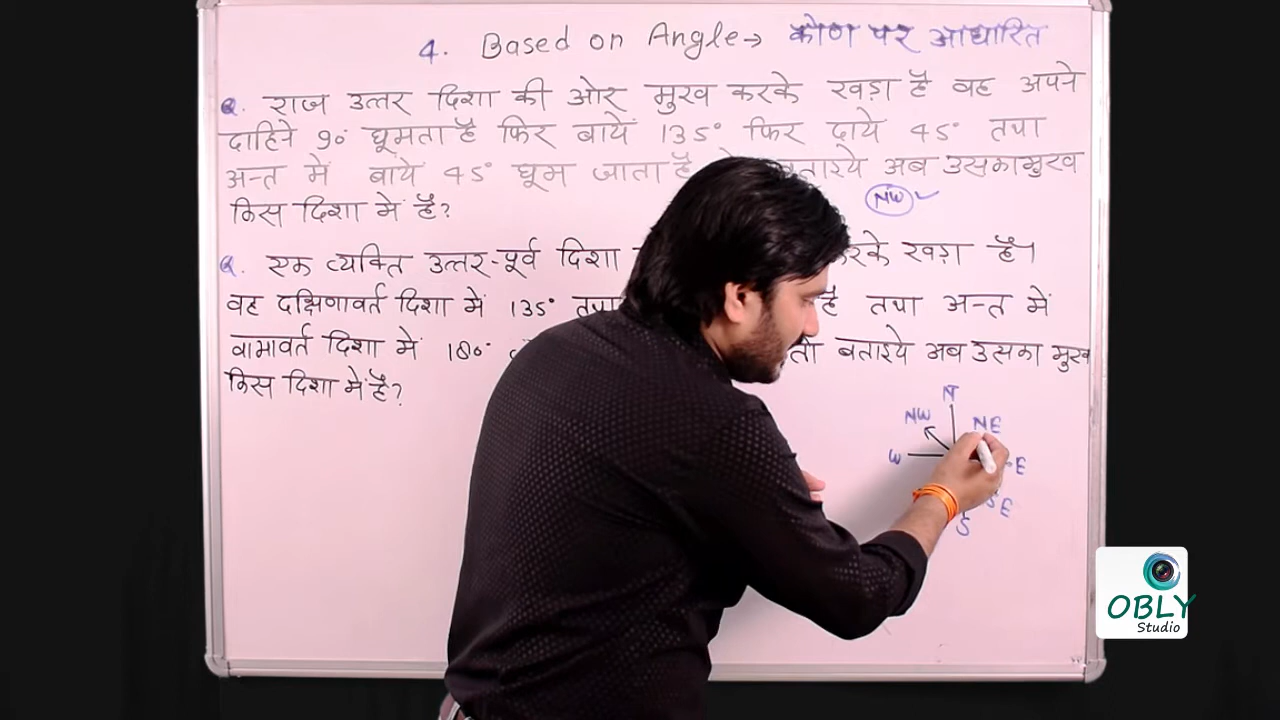 4. Based on Angle→ कोण पर आधारित
Q. राज उत्तर दिशा की ओर मुख करके खड़ा है वह अपने
दाहिने 90° घूमता है फिर बायें 135° फिर दाये 45° तथा
अन्त में बाये 45° घूम जाता है बताइये अब उसका मुख
किस दिशा में है?
NW ✓
Q. एक व्यक्ति उत्तर-पूर्व दिशा करके खड़ा है।
वह दक्षिणावर्त दिशा में 135° तथा है तथा अन्त में
वामावर्त दिशा में 180° बताइये अब उसका मुख
किस दिशा में है?
N
NW NE
W E
SE
S
OBLY
Studio